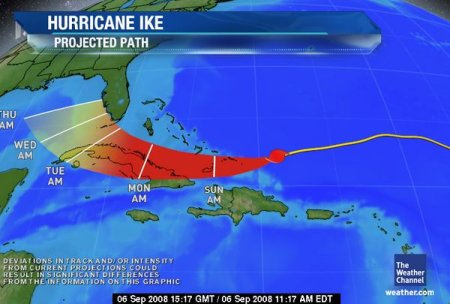 HURRICANE IKE
PROJECTED PATH
THU
AM
WED
AM
TUE
AM
MON
AM
SUN
AM
DEVIATIONS IN TRACK AND/OR INTENSITY
FROM CURRENT PROJECTIONS COULD
RESULT IN SIGNIFICANT DIFFERENCES
FROM THE INFORMATION ON THIS GRAPHIC
The
Weather
Channel
weather.com
06 Sep 2008 15:17 GMT / 06 Sep 2008 11:17 AM EDT